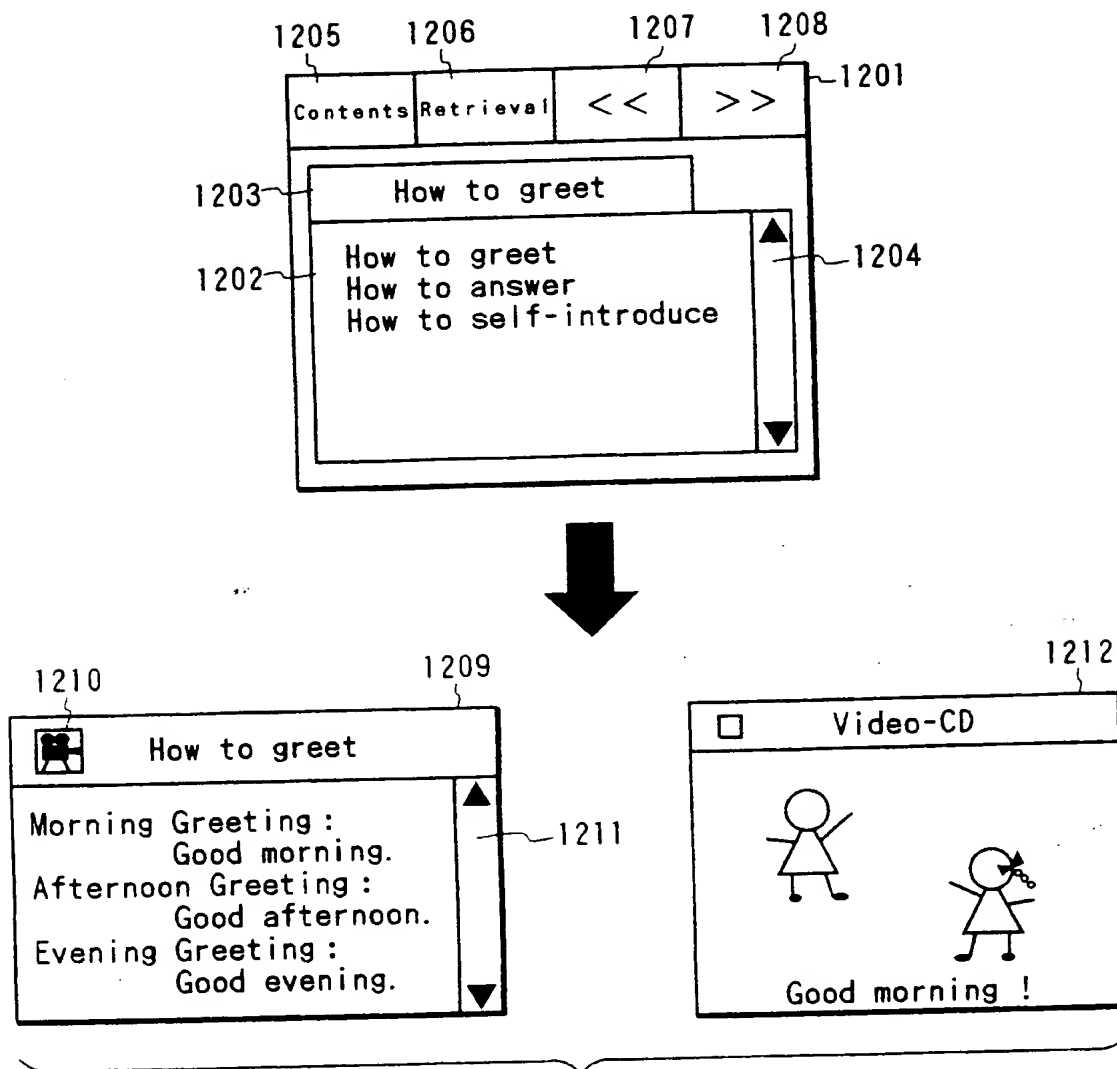 1205 1206 1207 1208
1201
Contents Retrieval << >>
1203 How to greet
How to greet
1202 How to answer 1204
How to self-introduce
1210 1209 1212
How to greet
Video-CD
Morning Greeting:
Good morning.
1211
Afternoon Greeting:
Good afternoon.
Evening Greeting:
Good evening.
Good morning !